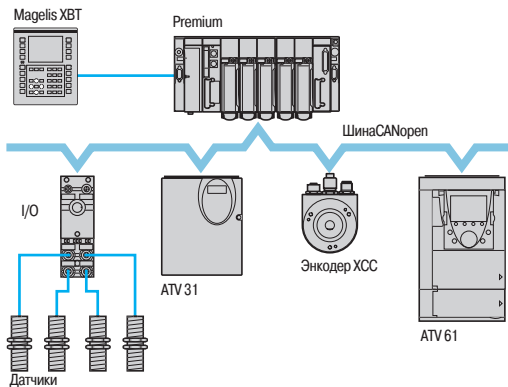 Magelis XBT
Premium
ШинаCANopen
I/O
ATV 31
Энкодер XCC
ATV 61
Датчики